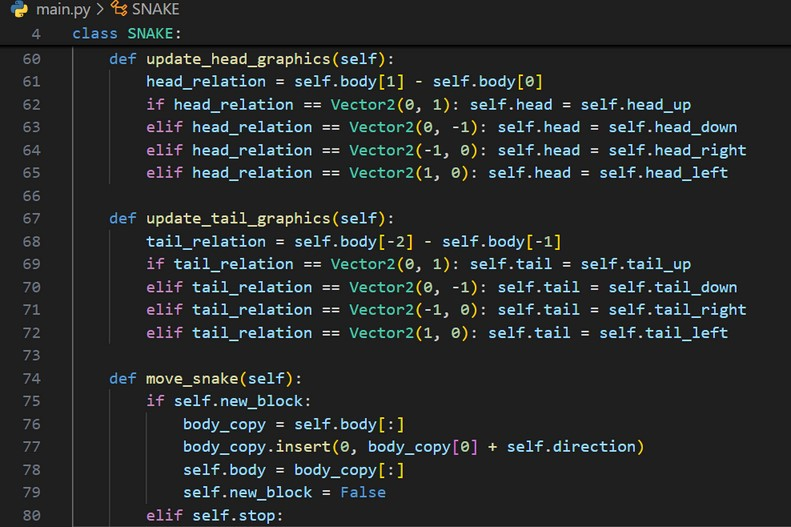 main.py > SNAKE
4 class SNAKE:
60 def update_head_graphics(self):
61 head_relation = self.body[1] - self.body[0]
62 if head_relation == Vector2(0, 1): self.head = self.head_up
63 elif head_relation == Vector2(0, -1): self.head = self.head_down
64 elif head_relation == Vector2(-1, 0): self.head = self.head_right
65 elif head_relation == Vector2(1, 0): self.head = self.head_left
66
67 def update_tail_graphics(self):
68 tail_relation = self.body[-2] - self.body[-1]
69 if tail_relation == Vector2(0, 1): self.tail = self.tail_up
70 elif tail_relation == Vector2(0, -1): self.tail = self.tail_down
71 elif tail_relation == Vector2(-1, 0): self.tail = self.tail_right
72 elif tail_relation == Vector2(1, 0): self.tail = self.tail_left
73
74 def move_snake(self):
75 if self.new_block:
76 body_copy = self.body[:]
77 body_copy.insert(0, body_copy[0] + self.direction)
78 self.body = body_copy[:]
79 self.new_block = False
80 elif self.stop: